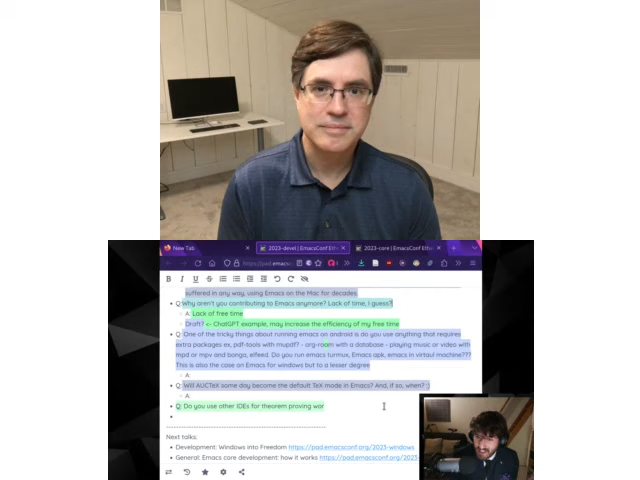 New Tab
2023-devel | EmacsConf Ethe
2023-core | EmacsConf Ethe
https://pad.emacs
B I U S
suffered in any way, using Emacs on the Mac for decades
Q: Why aren't you contributing to Emacs anymore? Lack of time, I guess?
A: Lack of free time
Draft? <- ChatGPT example, may increase the efficiency of my free time
Q: One of the tricky things about running emacs on android is do you use anything that requires
extra packages ex, pdf-tools with mupdf? - org-roam with a database - playing music or video with
mpd or mpv and bongs, elfeed. Do you run emacs turmux, Emacs apk, emacs in virtaul machine???
This is also the case on Emacs for windows but to a lesser degree
A:
Q: Will AUCTeX some day become the default TeX mode in Emacs? And, if so, when? :)
A:
Q: Do you use other IDEs for theorem proving wor
Next talks:
Development: Windows into Freedom https://pad.emacsconf.org/2023-windows
General: Emacs core development: how it works https://pad.emacsconf.org/2023-